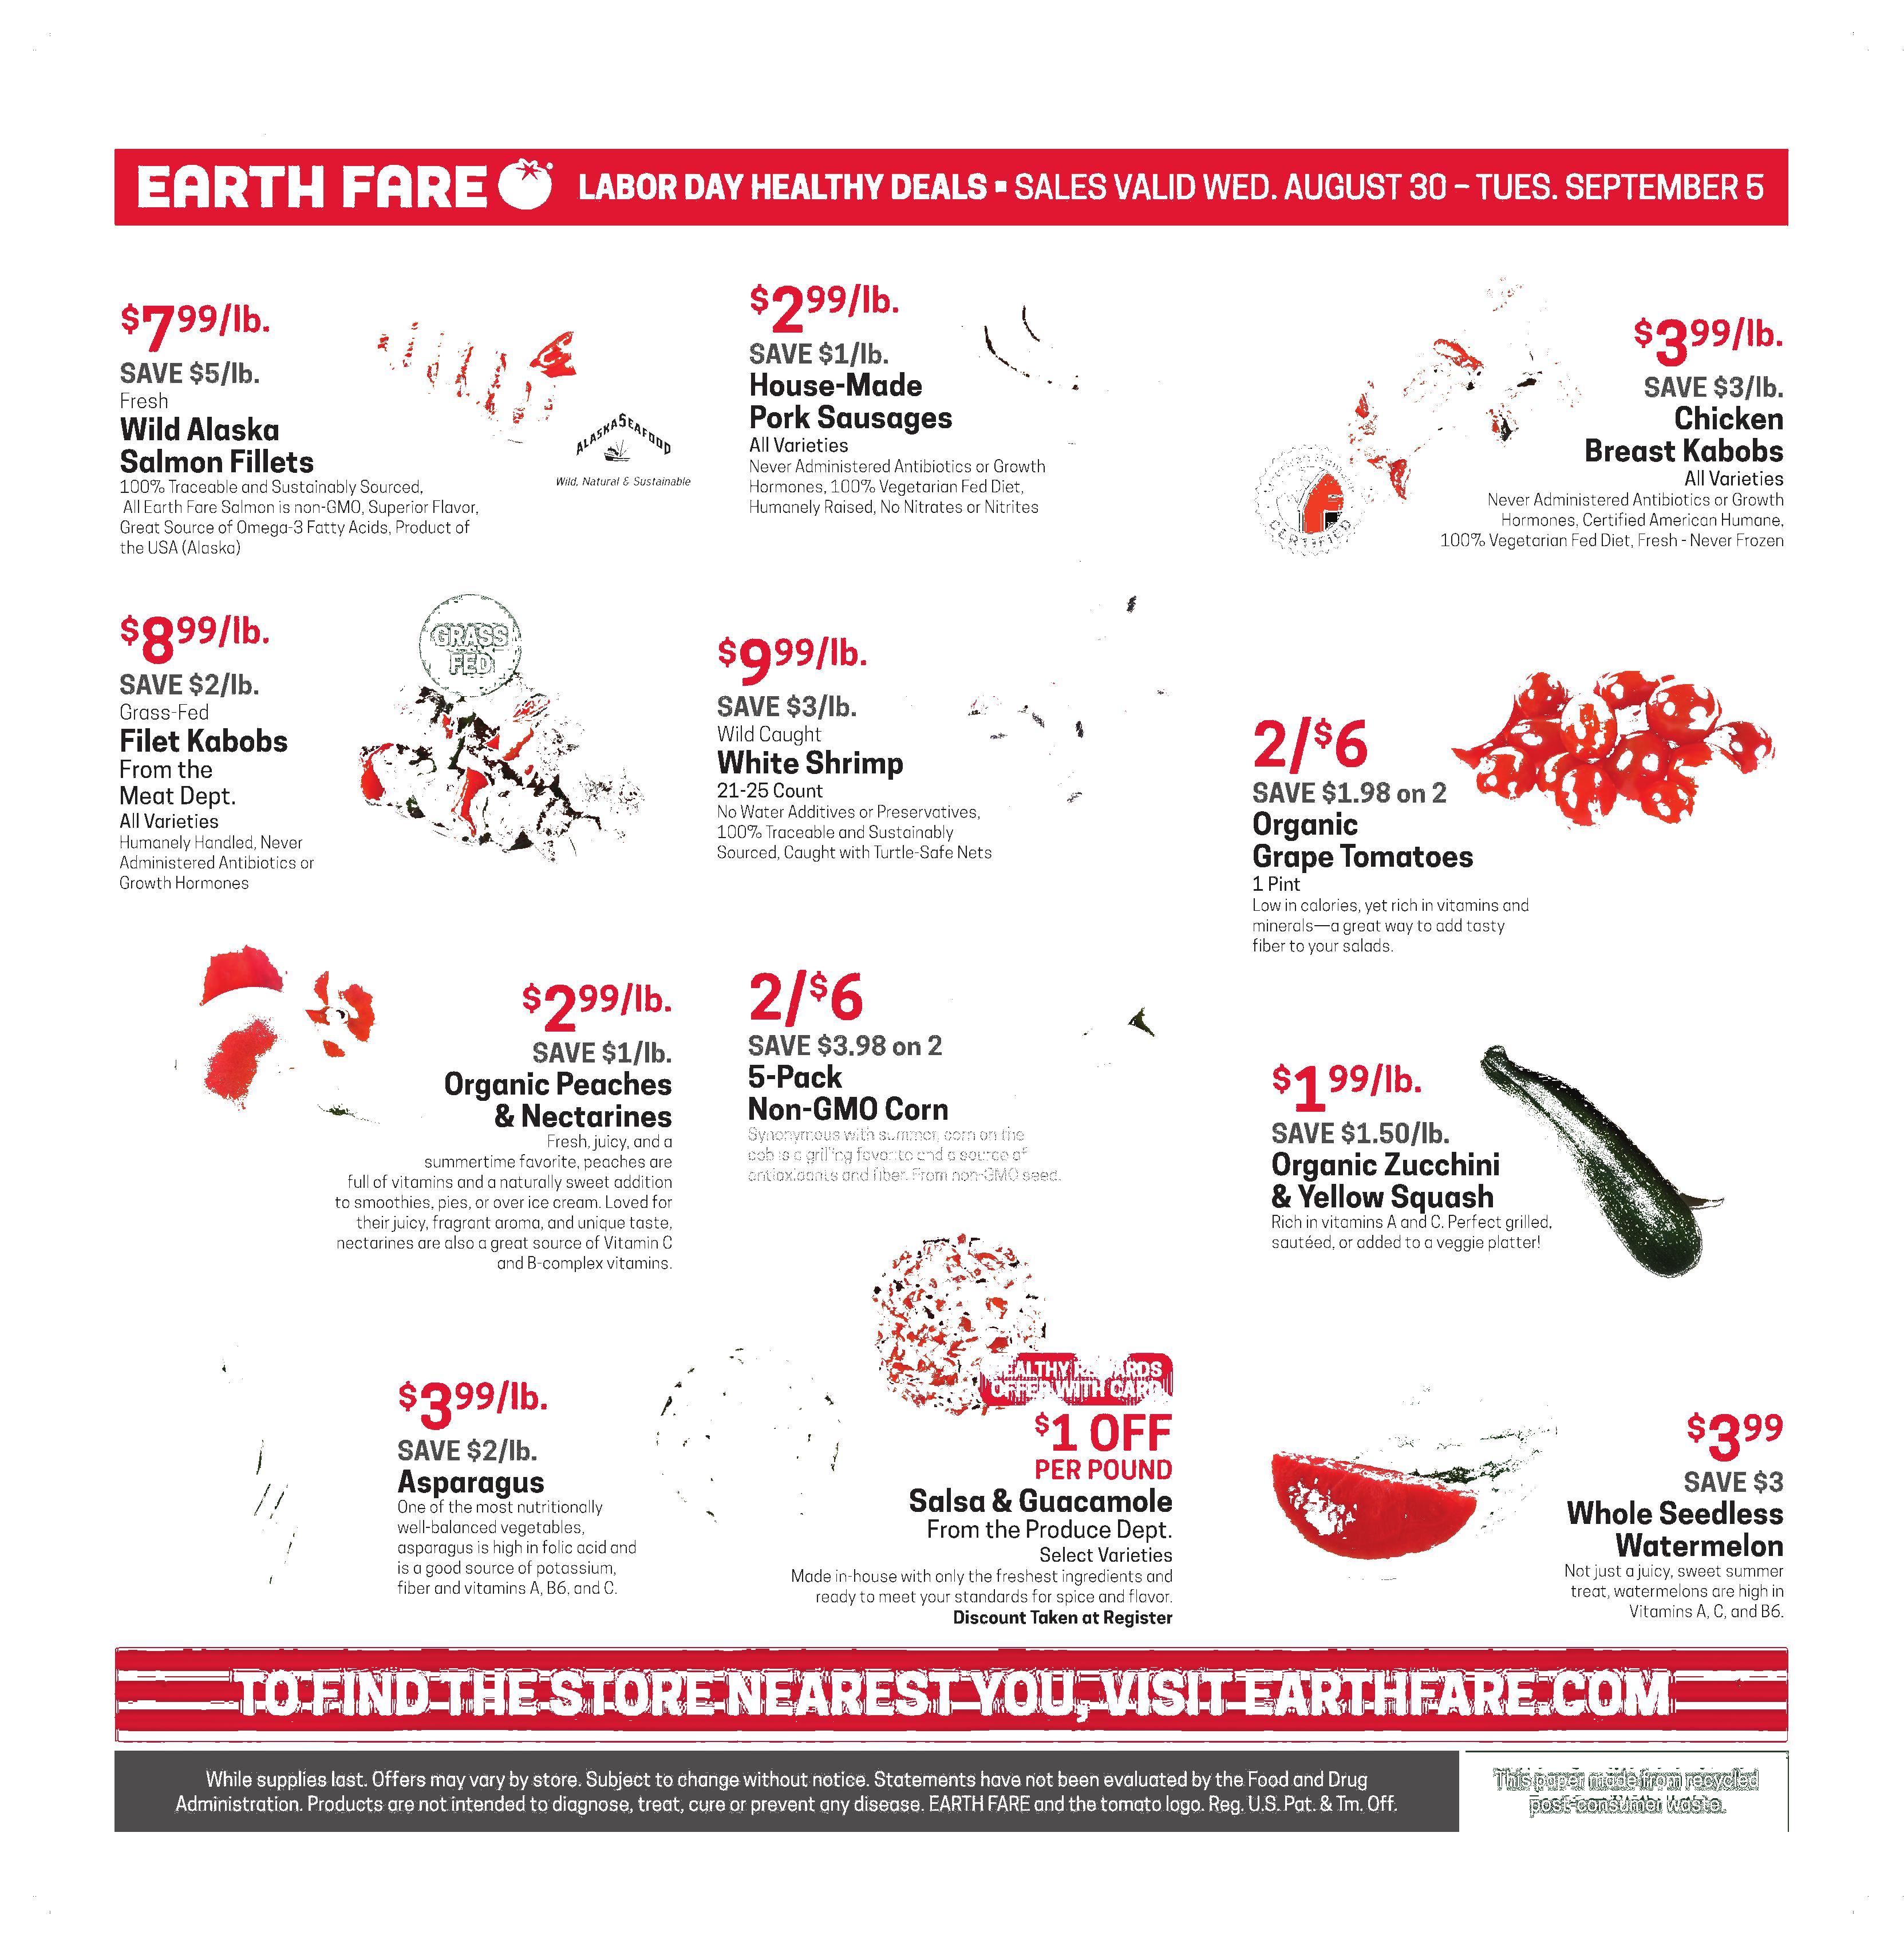 EARTH FARE
LABOR DAY HEALTHY DEALS ▪ SALES VALID WED. AUGUST 30 – TUES. SEPTEMBER 5
$7 99/lb.
SAVE $5/lb.
Fresh
Wild Alaska
Salmon Fillets
100% Traceable and Sustainably Sourced,
All Earth Fare Salmon is non-GMO, Superior Flavor,
Great Source of Omega-3 Fatty Acids, Product of
the USA (Alaska)
ALASKA SEAFOOD
Wild, Natural & Sustainable
$2 99/lb.
SAVE $1/lb.
House-Made
Pork Sausages
All Varieties
Never Administered Antibiotics or Growth
Hormones, 100% Vegetarian Fed Diet,
Humanely Raised, No Nitrates or Nitrites
CERTIFIED
$3 99/lb.
SAVE $3/lb.
Chicken
Breast Kabobs
All Varieties
Never Administered Antibiotics or Growth
Hormones, Certified American Humane,
100% Vegetarian Fed Diet, Fresh - Never Frozen
$8 99/lb.
SAVE $2/lb.
Grass-Fed
Filet Kabobs
From the
Meat Dept.
All Varieties
Humanely Handled, Never
Administered Antibiotics or
Growth Hormones
GRASS
FED
$9 99/lb.
SAVE $3/lb.
Wild Caught
White Shrimp
21-25 Count
No Water Additives or Preservatives,
100% Traceable and Sustainably
Sourced, Caught with Turtle-Safe Nets
2/$6
SAVE $1.98 on 2
Organic
Grape Tomatoes
1 Pint
Low in calories, yet rich in vitamins and
minerals—a great way to add tasty
fiber to your salads.
$2 99/lb.
SAVE $1/lb.
Organic Peaches
& Nectarines
Fresh, juicy, and a
summertime favorite, peaches are
full of vitamins and a naturally sweet addition
to smoothies, pies, or over ice cream. Loved for
their juicy, fragrant aroma, and unique taste,
nectarines are also a great source of Vitamin C
and B-complex vitamins.
2/$6
SAVE $3.98 on 2
5-Pack
Non-GMO Corn
Synonymous with summer, corn on the
cob is a grilling favorite and a source of
antioxidants and fiber. From non-GMO seed.
$1 99/lb.
SAVE $1.50/lb.
Organic Zucchini
& Yellow Squash
Rich in vitamins A and C. Perfect grilled,
sautéed, or added to a veggie platter!
$3 99/lb.
SAVE $2/lb.
Asparagus
One of the most nutritionally
well-balanced vegetables,
asparagus is high in folic acid and
is a good source of potassium,
fiber and vitamins A, B6, and C.
HEALTHY REWARDS
OFFER WITH CARD
$1 OFF
PER POUND
Salsa & Guacamole
From the Produce Dept.
Select Varieties
Made in-house with only the freshest ingredients and
ready to meet your standards for spice and flavor.
Discount Taken at Register
$3 99
SAVE $3
Whole Seedless
Watermelon
Not just a juicy, sweet summer
treat, watermelons are high in
Vitamins A, C, and B6.
TO FIND THE STORE NEAREST YOU, VISIT EARTHFARE.COM
While supplies last. Offers may vary by store. Subject to change without notice. Statements have not been evaluated by the Food and Drug
Administration. Products are not intended to diagnose, treat, cure or prevent any disease. EARTH FARE and the tomato logo. Reg. U.S. Pat. & Tm. Off.
This paper made from recycled
post-consumer waste.